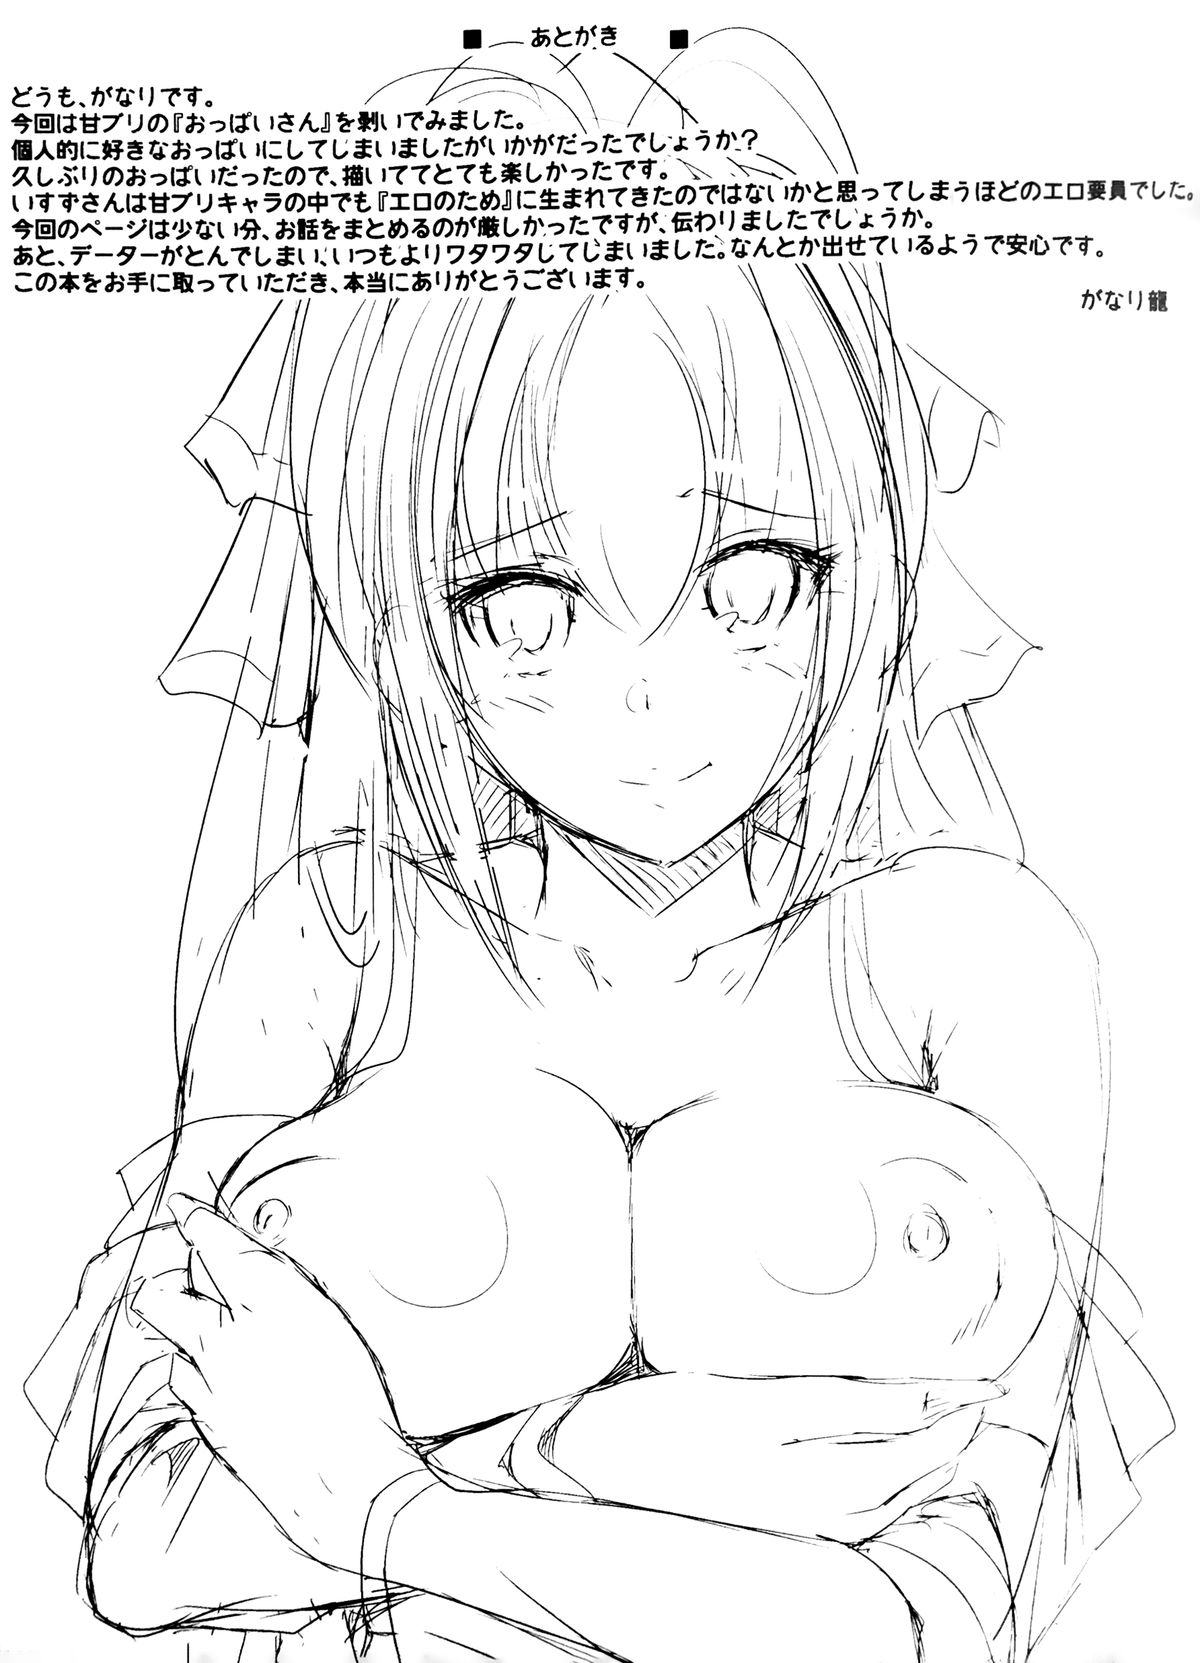 ■ あとがき ■
どうも、がなりです。
今回は甘ブリの『おっぱいさん』を剥いでみました。
個人的に好きなおっぱいにしてしまいましたがいかがだったでしょうか？
久しぶりのおっぱいだったので、描いててとても楽しかったです。
いすずさんは甘ブリキャラの中でも『エロのため』に生まれてきたのではないかと思ってしまうほどのエロ要員でした。
今回のページは少ない分、お話をまとめるのが厳しかったですが、伝わりましたでしょうか。
あと、データーがとんでしまい、いつもよりワタワタしてしまいました。なんとか出せているようで安心です。
この本をお手に取っていただき、本当にありがとうございます。
がなり龍